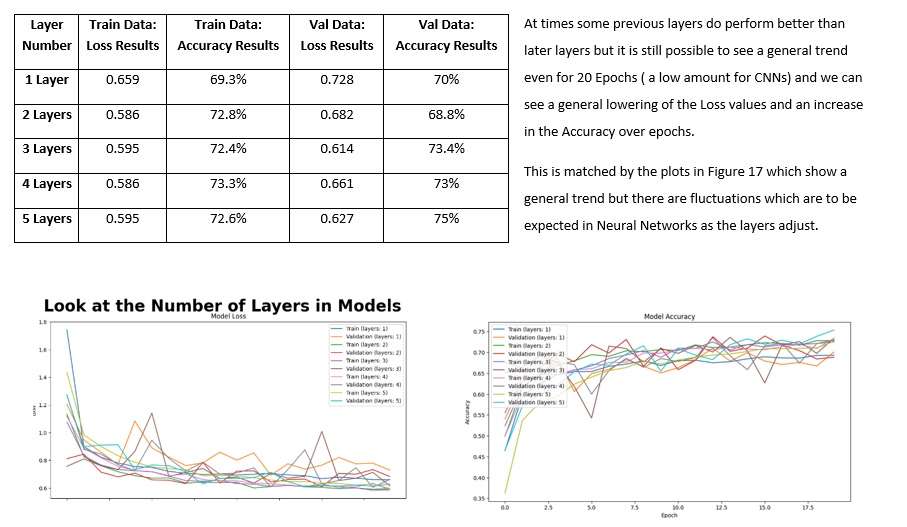 Layer Number | Train Data: Loss Results | Train Data: Accuracy Results | Val Data: Loss Results | Val Data: Accuracy Results
1 Layer | 0.659 | 69.3% | 0.728 | 70%
2 Layers | 0.586 | 72.8% | 0.682 | 68.8%
3 Layers | 0.595 | 72.4% | 0.614 | 73.4%
4 Layers | 0.586 | 73.3% | 0.661 | 73%
5 Layers | 0.595 | 72.6% | 0.627 | 75%
At times some previous layers do perform better than
later layers but it is still possible to see a general trend
even for 20 Epochs ( a low amount for CNNs) and we can
see a general lowering of the Loss values and an increase
in the Accuracy over epochs.
This is matched by the plots in Figure 17 which show a
general trend but there are fluctuations which are to be
expected in Neural Networks as the layers adjust.
Look at the Number of Layers in Models
Model Loss
1.8
1.6
1.4
1.2
1.0
0.8
0.6
Loss
Train (layers: 1)
Validation (layers: 1)
Train (layers: 2)
Validation (layers: 2)
Train (layers: 3)
Validation (layers: 3)
Train (layers: 4)
Validation (layers: 4)
Train (layers: 5)
Validation (layers: 5)
Model Accuracy
0.75
0.70
0.65
0.60
0.55
0.50
0.45
0.40
0.35
Accuracy
Train (layers: 1)
Validation (layers: 1)
Train (layers: 2)
Validation (layers: 2)
Train (layers: 3)
Validation (layers: 3)
Train (layers: 4)
Validation (layers: 4)
Train (layers: 5)
Validation (layers: 5)
0.0 2.5 5.0 7.5 10.0 12.5 15.0 17.5
Epoch